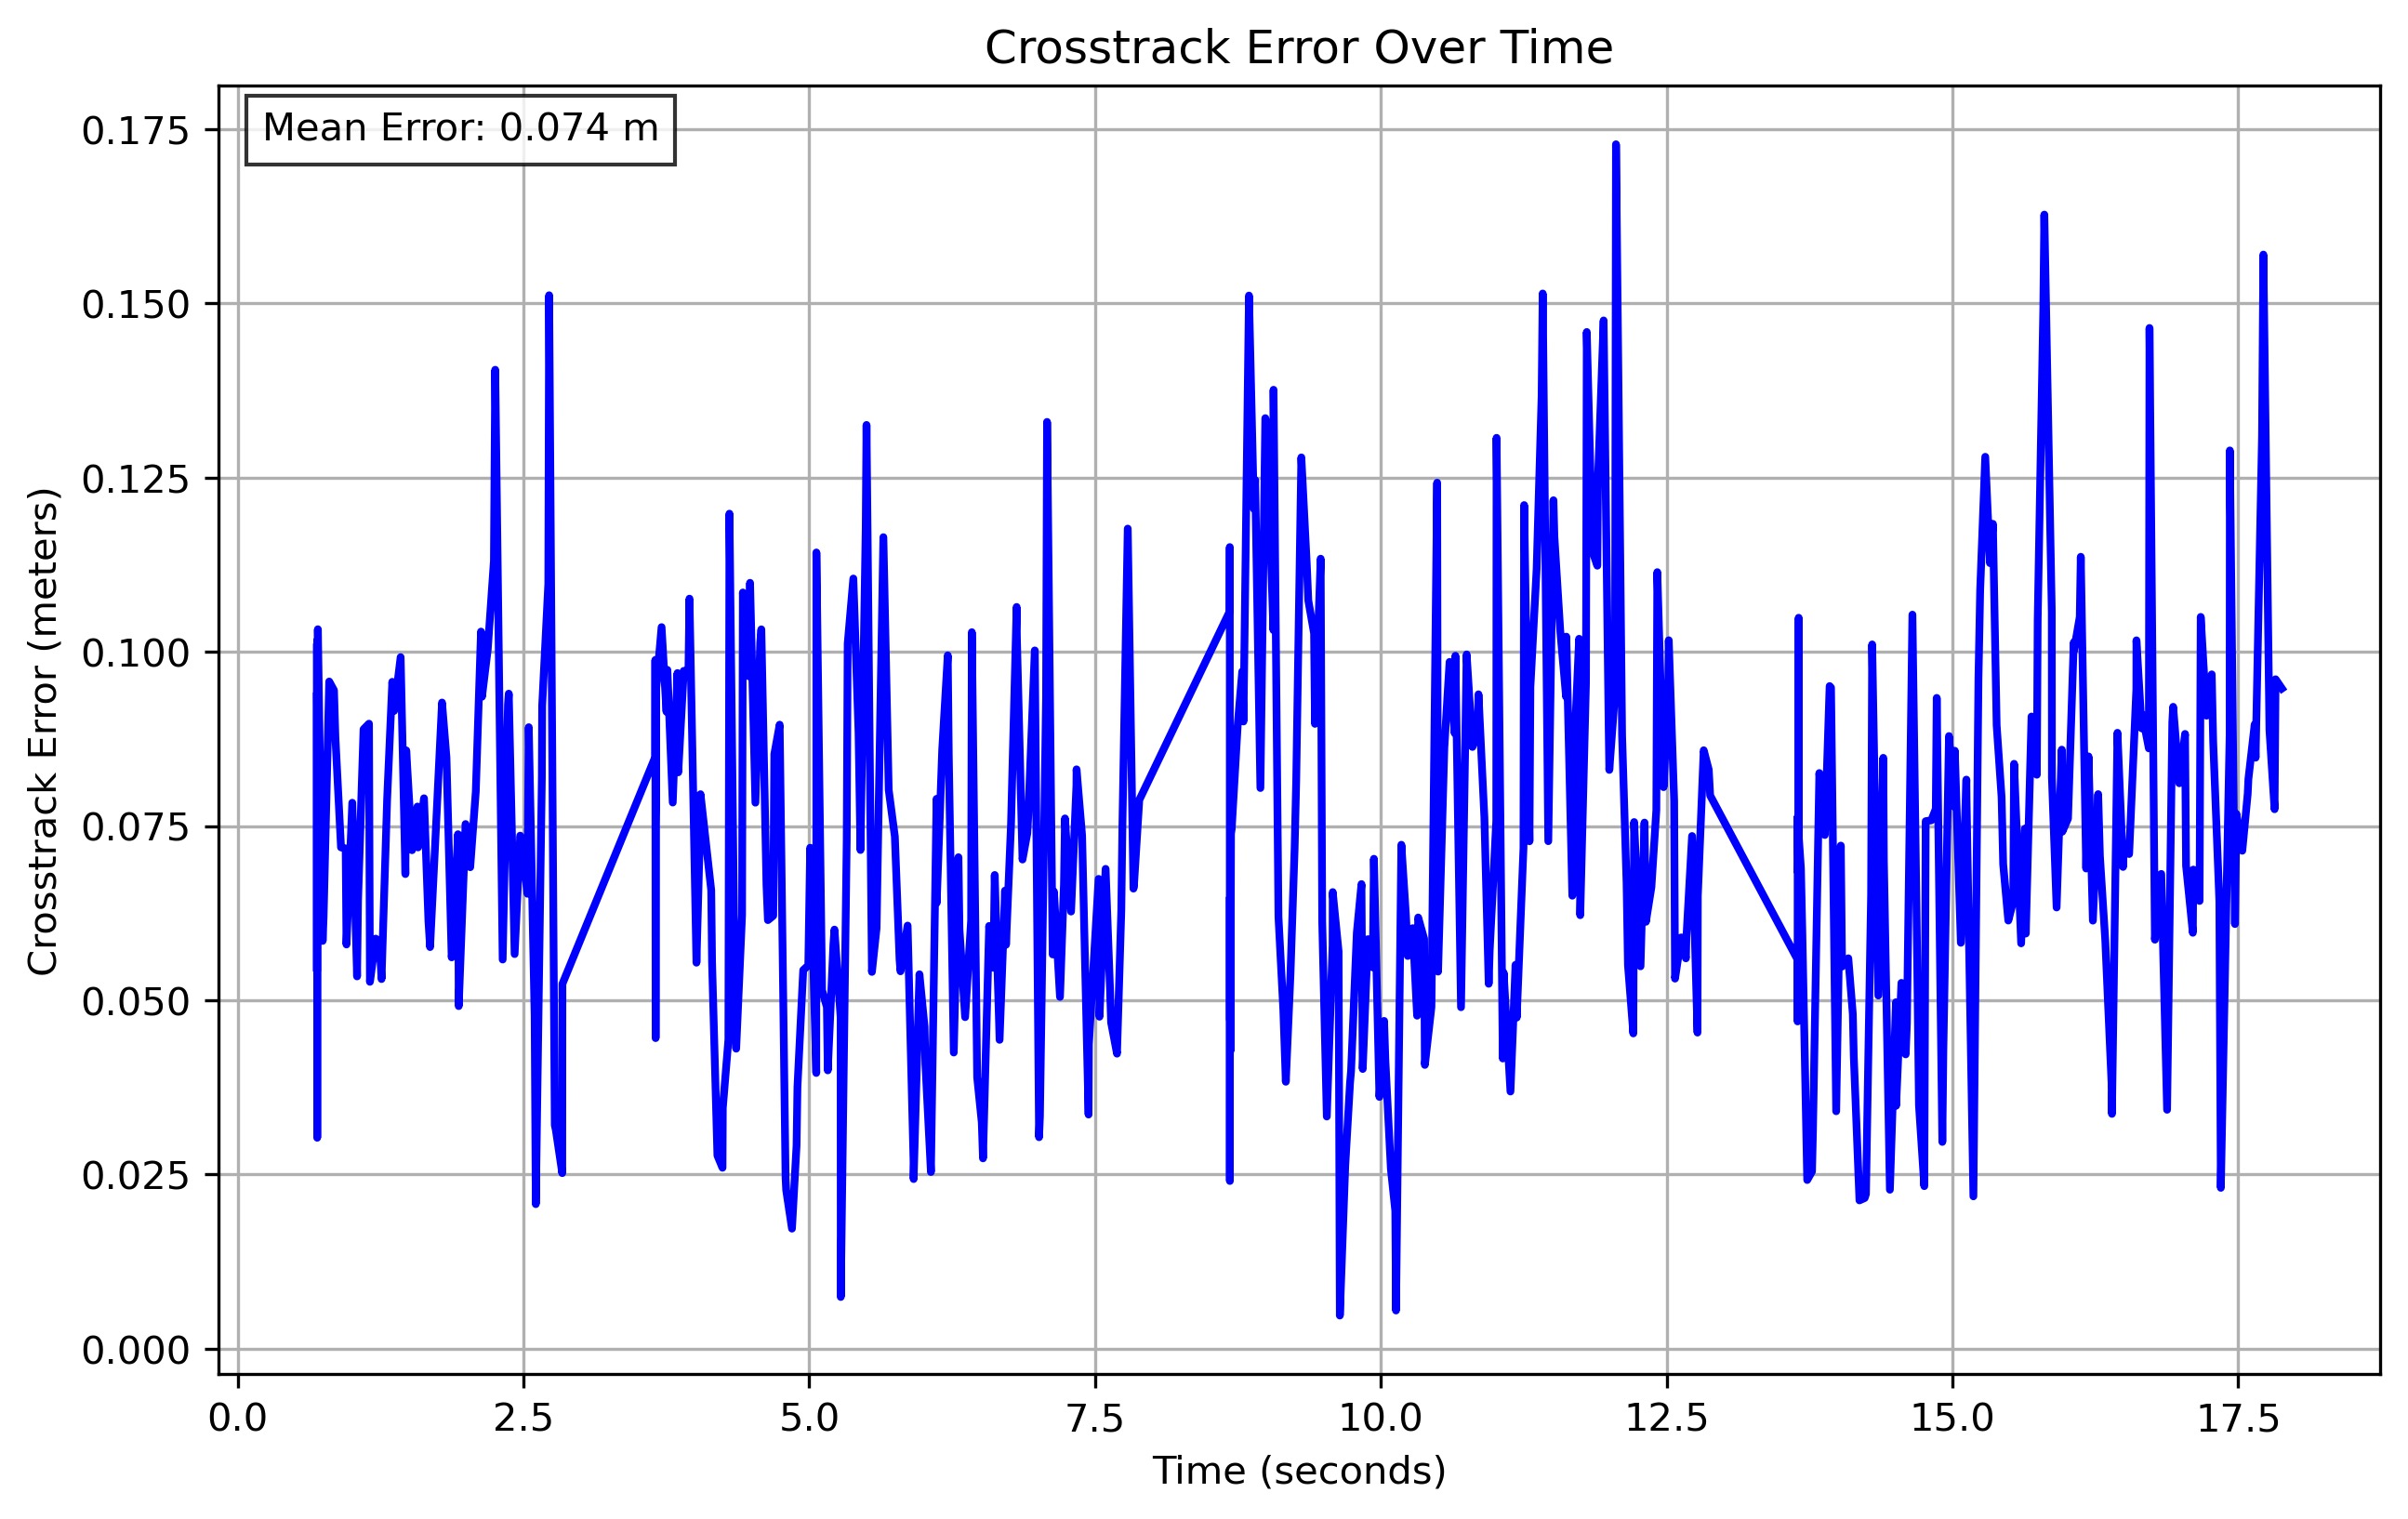 Crosstrack Error Over Time
Mean Error: 0.074 m
0.175
0.150
0.125
0.100
0.075
0.050
0.025
0.000
Crosstrack Error (meters)
0.0 2.5 5.0 7.5 10.0 12.5 15.0 17.5
Time (seconds)